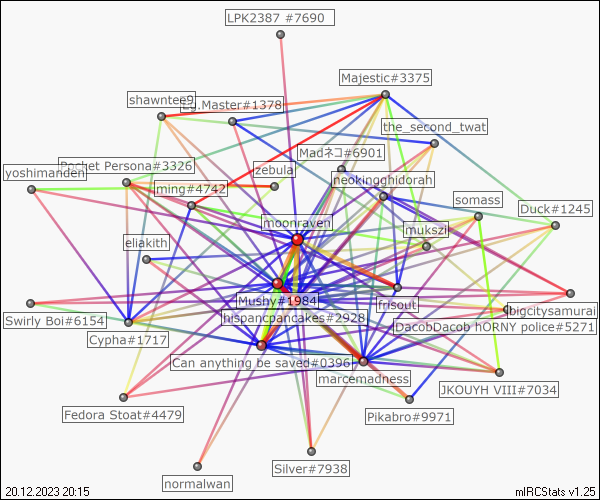 LPK2387 #7690
Majestic#3375
shawntee9
Lg.Master#1378
the_second_twat
Madネコ#6901
Pocket Persona#3326
zebula
yoshimanden
neokingghidorah
ming#4742
somass
Duck#1245
moonraven
mukszi
eliakith
Mushy#1984
frisout
bigcitysamurai
Swirly Boi#6154
hispancpancakes#2928
DacobDacob hORNY police#5271
Cypha#1717
Can anything be saved#0396
marcemadness
JKOUYH VIII#7034
Fedora Stoat#4479
Pikabro#9971
Silver#7938
normalwan
20.12.2023 20:15
mIRCStats v1.25